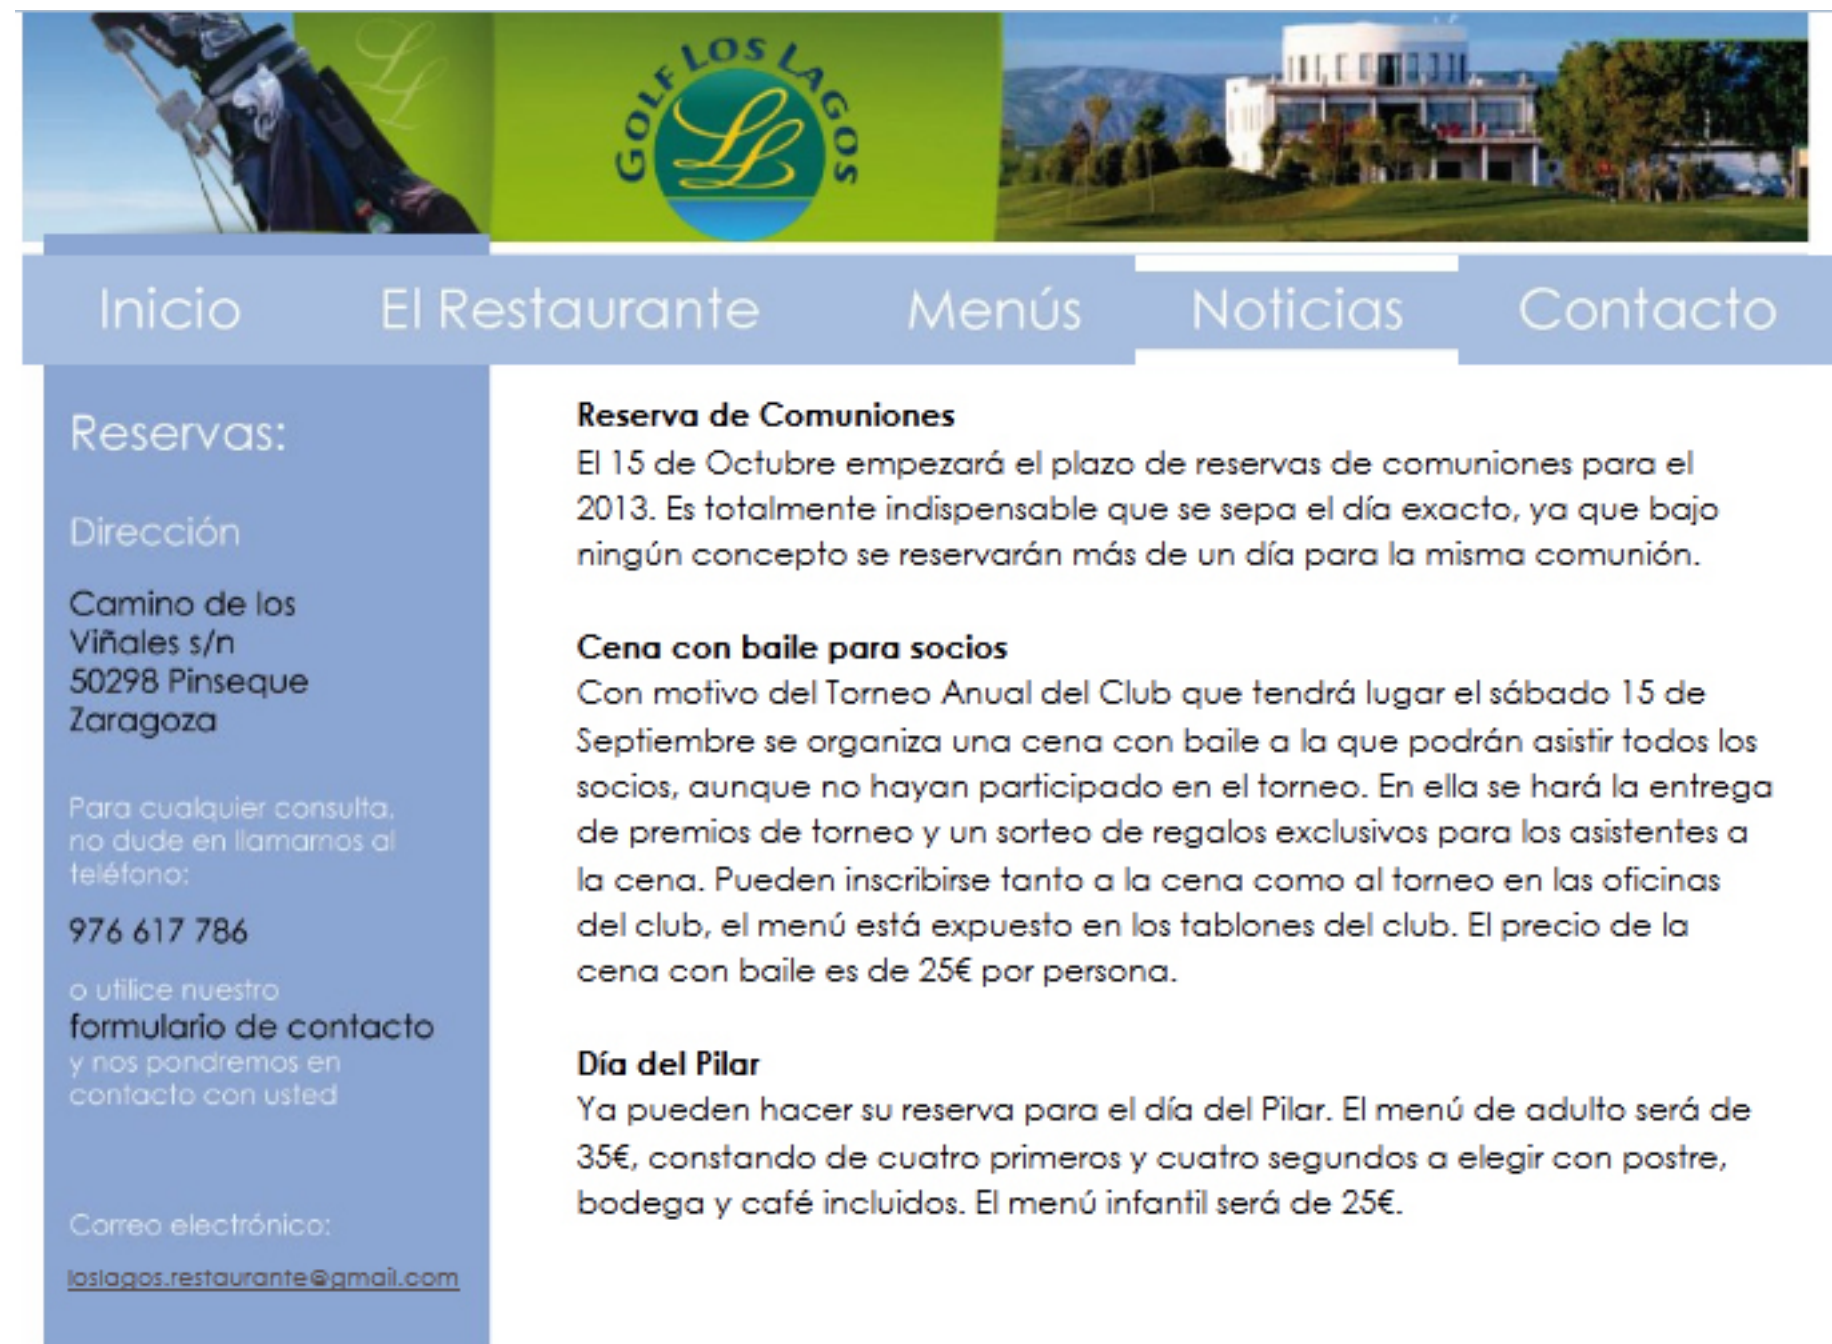 GOLF LOS LAGOS
LL
LL
Inicio El Restaurante Menús Noticias Contacto
Reservas:
Dirección
Camino de los
Viñales s/n
50298 Pinseque
Zaragoza
Para cualquier consulta,
no dude en llamarnos al
teléfono:
976 617 786
o utilice nuestro
formulario de contacto
y nos pondremos en
contacto con usted
Correo electrónico:
loslagos.restaurante@gmail.com
Reserva de Comuniones
El 15 de Octubre empezará el plazo de reservas de comuniones para el
2013. Es totalmente indispensable que se sepa el día exacto, ya que bajo
ningún concepto se reservarán más de un día para la misma comunión.
Cena con baile para socios
Con motivo del Torneo Anual del Club que tendrá lugar el sábado 15 de
Septiembre se organiza una cena con baile a la que podrán asistir todos los
socios, aunque no hayan participado en el torneo. En ella se hará la entrega
de premios de torneo y un sorteo de regalos exclusivos para los asistentes a
la cena. Pueden inscribirse tanto a la cena como al torneo en las oficinas
del club, el menú está expuesto en los tablones del club. El precio de la
cena con baile es de 25€ por persona.
Día del Pilar
Ya pueden hacer su reserva para el día del Pilar. El menú de adulto será de
35€, constando de cuatro primeros y cuatro segundos a elegir con postre,
bodega y café incluidos. El menú infantil será de 25€.